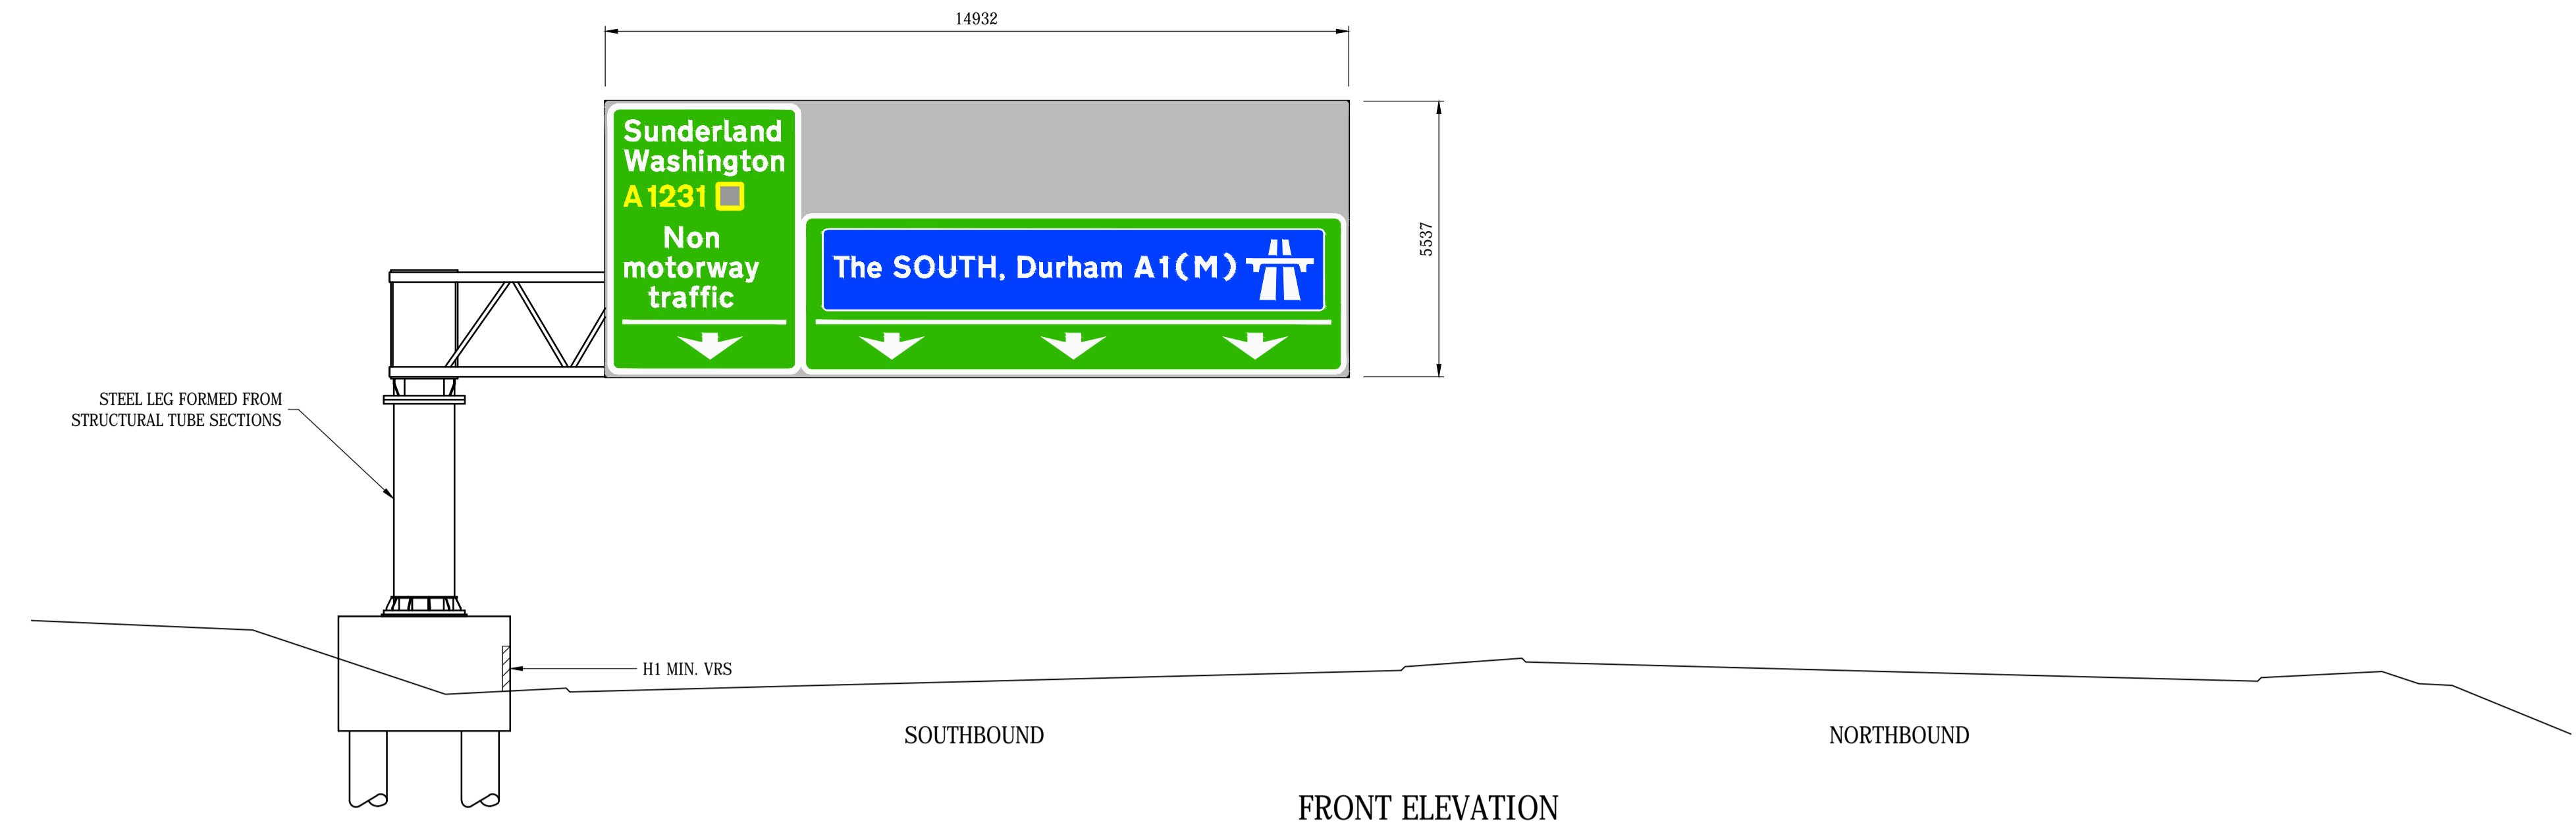 14932
Sunderland
Washington
A1231
Non
motorway
traffic
The SOUTH, Durham A1(M)
5537
STEEL LEG FORMED FROM
STRUCTURAL TUBE SECTIONS
H1 MIN. VRS
SOUTHBOUND
NORTHBOUND
FRONT ELEVATION